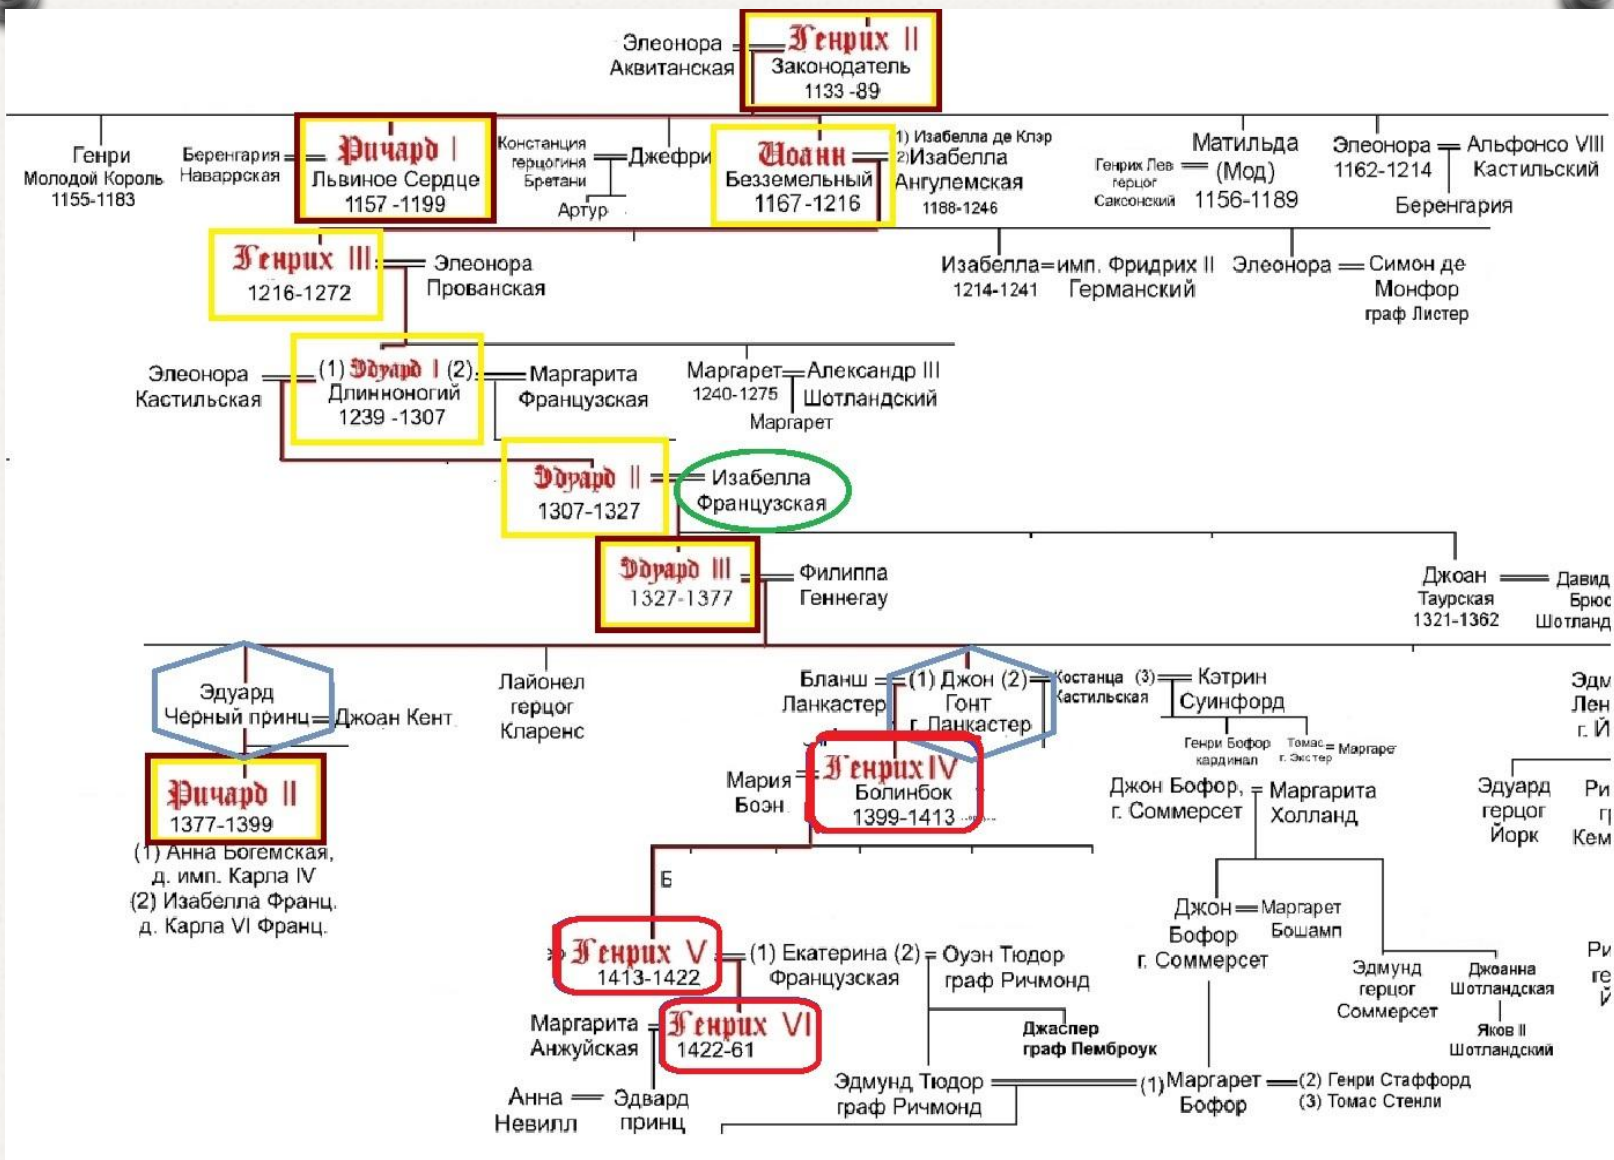 Элеонора
Аквитанская
Генрих II
Законодатель
1133 -89
Генри
Молодой Король
1155-1183
Беренгария
Наваррская
Ричард I
Львиное Сердце
1157 -1199
Констанция
герцогиня
Бретани
Джефри
Артур
Иоанн
Безземельный
1167-1216
1) Изабелла де Клэр
2)Изабелла
Ангулемская
1188-1246
Генрих Лев
герцог
Саксонский
Матильда
(Мод)
1156-1189
Элеонора
1162-1214
Альфонсо VIII
Кастильский
Беренгария
Генрих III
1216-1272
Элеонора
Прованская
Изабелла
1214-1241
имп. Фридрих II
Германский
Элеонора
Симон де
Монфор
граф Листер
Элеонора
Кастильская
(1) Эдуард I (2)
Длинноногий
1239 -1307
Маргарита
Французская
Маргарет
1240-1275
Александр III
Шотландский
Маргарет
Эдуард II
1307-1327
Изабелла
Французская
Эдуард III
1327-1377
Филиппа
Геннегау
Джоан
Таурская
1321-1362
Давид
Брюс
Шотланд
Эдуард
Черный принц
Джоан Кент
Лайонел
герцог
Кларенс
Бланш
Ланкастер
(1) Джон (2)
Гонт
г. Ланкастер
Костанца (3)
Кастильская
Кэтрин
Суинфорд
Эдм
Лен
г. Й
Генри Бофор
кардинал
Томас
г. Экстер
Маргарет
Ричард II
1377-1399
(1) Анна Богемская,
д. имп. Карла IV
(2) Изабелла Франц.
д. Карла VI Франц.
Мария
Боэн
Генрих IV
Болинбок
1399-1413
Джон Бофор,
г. Соммерсет
Маргарита
Холланд
Эдуард
герцог
Йорк
Ри
Кем
Б
Генрих V
1413-1422
(1) Екатерина (2)
Французская
Оуэн Тюдор
граф Ричмонд
Джон
Бофор
г. Соммерсет
Маргарет
Бошамп
Эдмунд
герцог
Соммерсет
Джоанна
Шотландская
Яков II
Шотландский
Ри
ге
Й
Маргарита
Анжуйская
Генрих VI
1422-61
Джаспер
граф Пемброук
Анна
Невилл
Эдвард
принц
Эдмунд Тюдор
граф Ричмонд
(1)Маргарет
Бофор
(2) Генри Стаффорд
(3) Томас Стенли